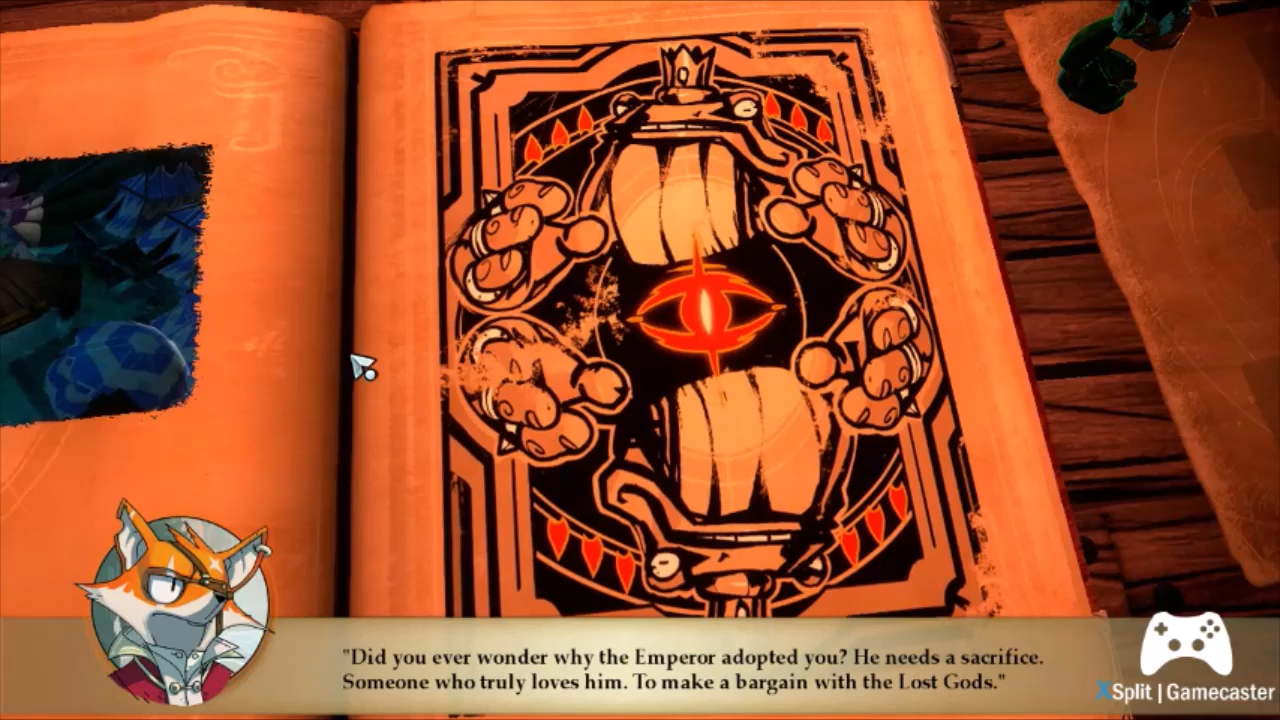 "Did you ever wonder why the Emperor adopted you? He needs a sacrifice.
Someone who truly loves him. To make a bargain with the Lost Gods."
XSplit | Gamecaster